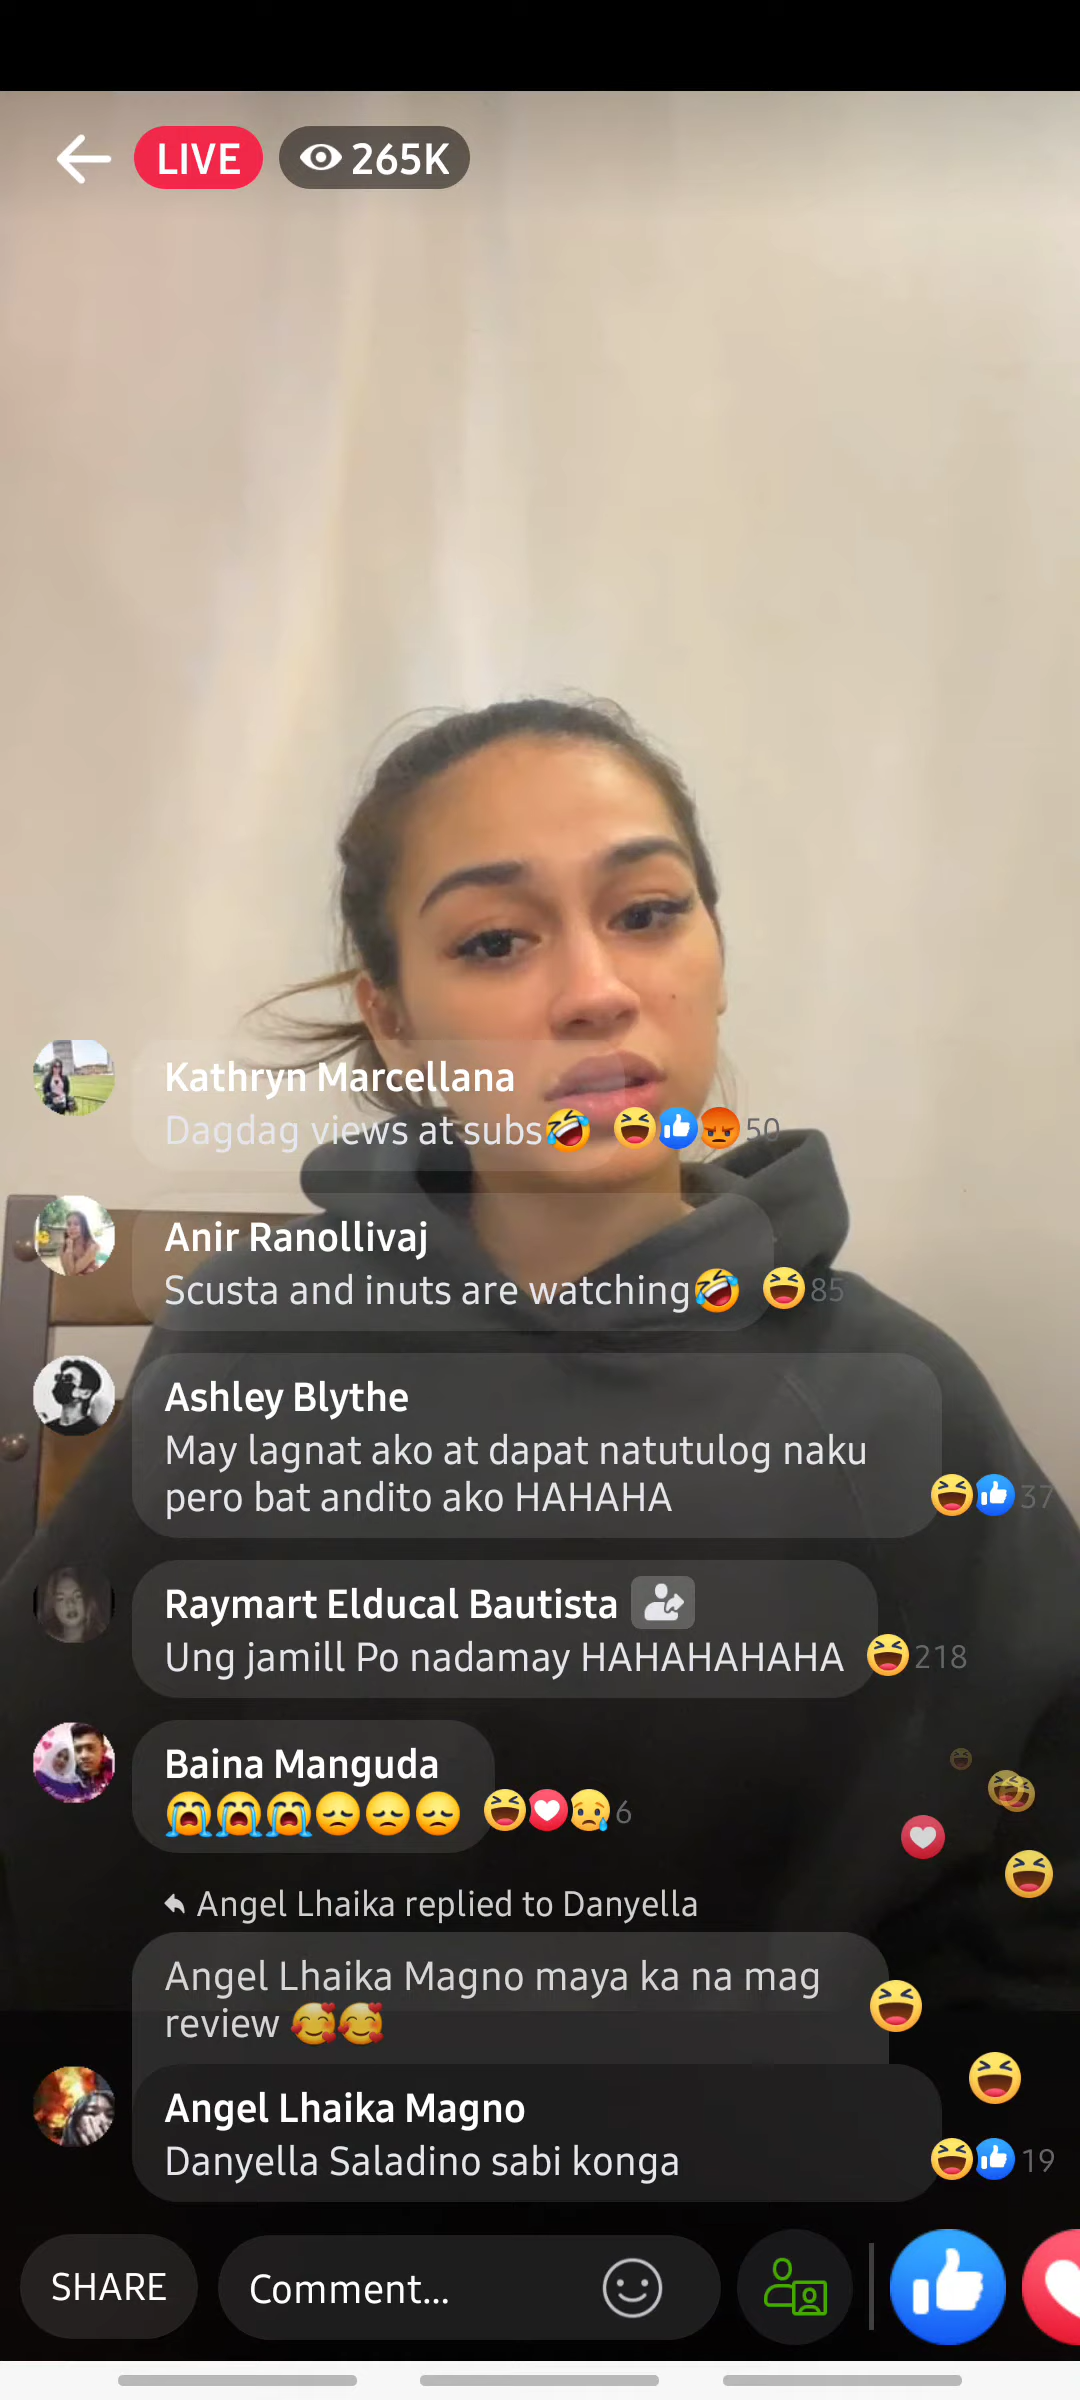 LIVE 265K
Kathryn Marcellana
Dagdag views at subs🤣 50
Anir Ranollivaj
Scusta and inuts are watching🤣 85
Ashley Blythe
May lagnat ako at dapat natutulog naku
pero bat andito ako HAHAHA 37
Raymart Elducal Bautista
Ung jamill Po nadamay HAHAHAHAHA 218
Baina Manguda
😭😭😭😞😞😞 6
Angel Lhaika replied to Danyella
Angel Lhaika Magno maya ka na mag
review 🥰🥰
Angel Lhaika Magno
Danyella Saladino sabi konga 19
SHARE Comment...